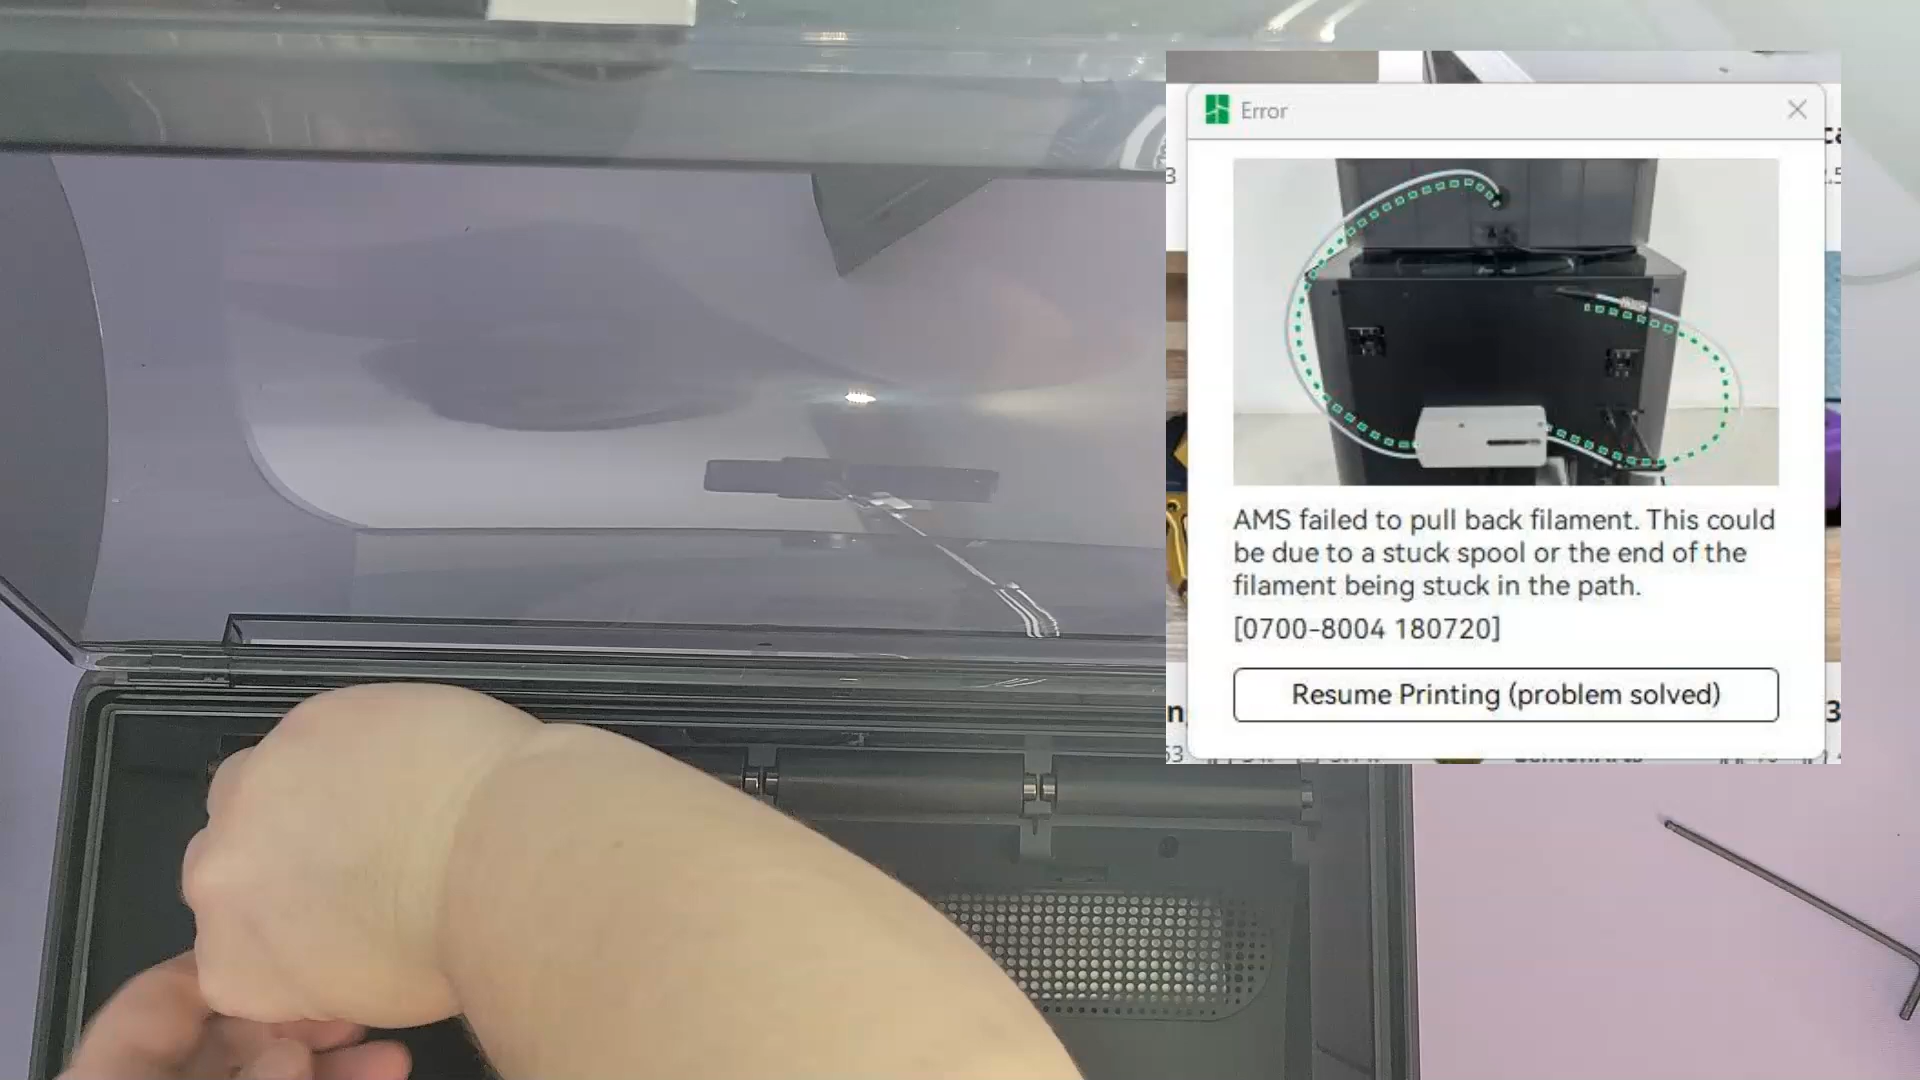 Error
AMS failed to pull back filament. This could
be due to a stuck spool or the end of the
filament being stuck in the path.
[0700-8004 180720]
Resume Printing (problem solved)